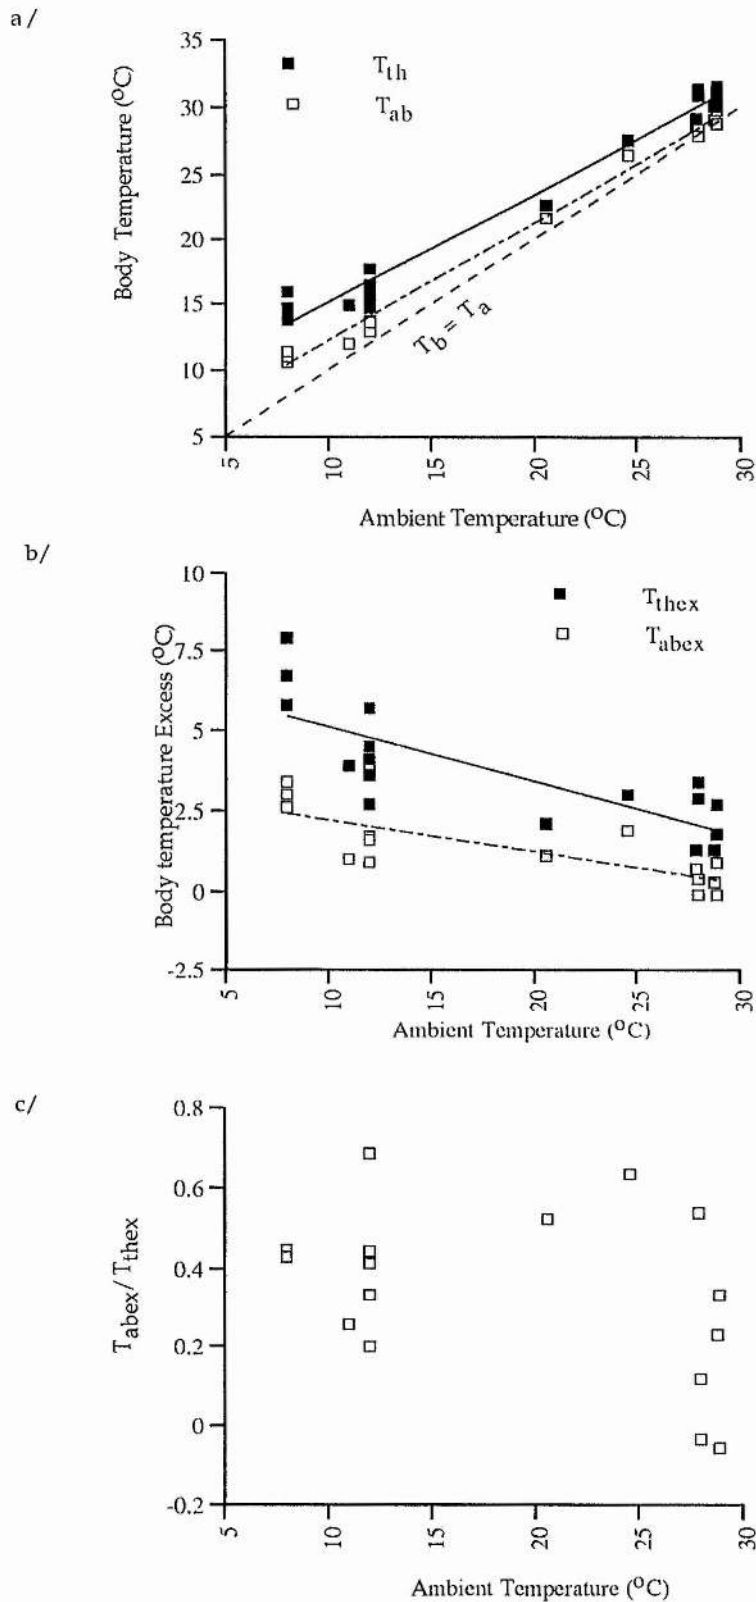 a/
T_th
T_ab
Body Temperature (°C)
35
30
25
20
15
10
5
T_b = T_a
5
10
15
20
25
30
Ambient Temperature (°C)
b/
T_thex
T_abex
Body temperature Excess (°C)
10
7.5
5
2.5
0
-2.5
5
10
15
20
25
30
Ambient Temperature (°C)
c/
T_abex / T_thex
0.8
0.6
0.4
0.2
0
-0.2
5
10
15
20
25
30
Ambient Temperature (°C)